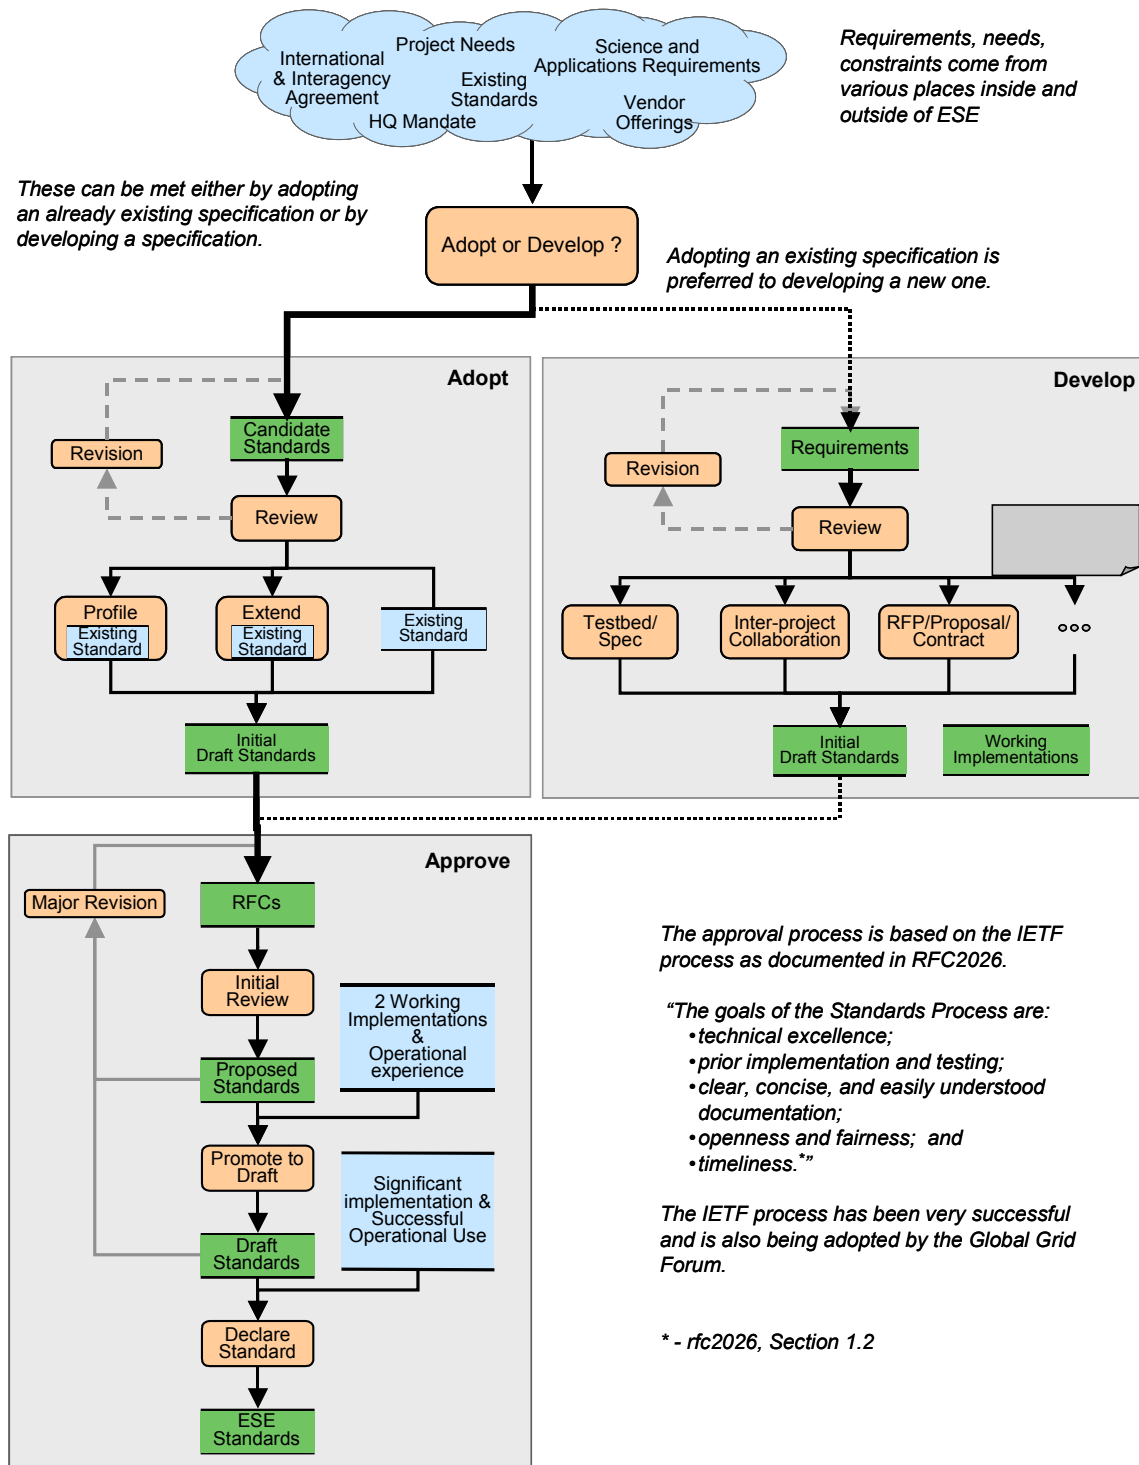 International
& Interagency
Agreement
Project Needs
Existing
Standards
HQ Mandate
Science and
Applications Requirements
Vendor
Offerings
Requirements, needs,
constraints come from
various places inside and
outside of ESE
These can be met either by adopting
an already existing specification or by
developing a specification.
Adopt or Develop ?
Adopting an existing specification is
preferred to developing a new one.
Adopt
Candidate
Standards
Revision
Review
Profile
Existing
Standard
Extend
Existing
Standard
Existing
Standard
Initial
Draft Standards
Develop
Requirements
Revision
Review
Testbed/
Spec
Inter-project
Collaboration
RFP/Proposal/
Contract
Initial
Draft Standards
Working
Implementations
Approve
Major Revision
RFCs
Initial
Review
2 Working
Implementations
&
Operational
experience
Proposed
Standards
Promote to
Draft
Significant
implementation &
Successful
Operational Use
Draft
Standards
Declare
Standard
ESE
Standards
The approval process is based on the IETF
process as documented in RFC2026.
“The goals of the Standards Process are:
•technical excellence;
•prior implementation and testing;
•clear, concise, and easily understood
documentation;
•openness and fairness;  and
•timeliness.*”
The IETF process has been very successful
and is also being adopted by the Global Grid
Forum.
* - rfc2026, Section 1.2